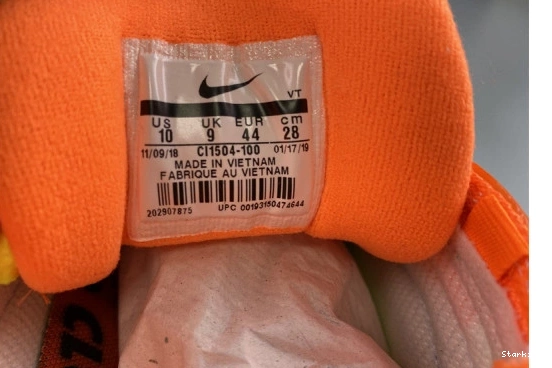 VT
US UK EUR cm
10 9 44 28
11/09/18 CI1504-100 01/17/19
MADE IN VIETNAM
FABRIQUE AU VIETNAM
202907875 UPC 00193150474644